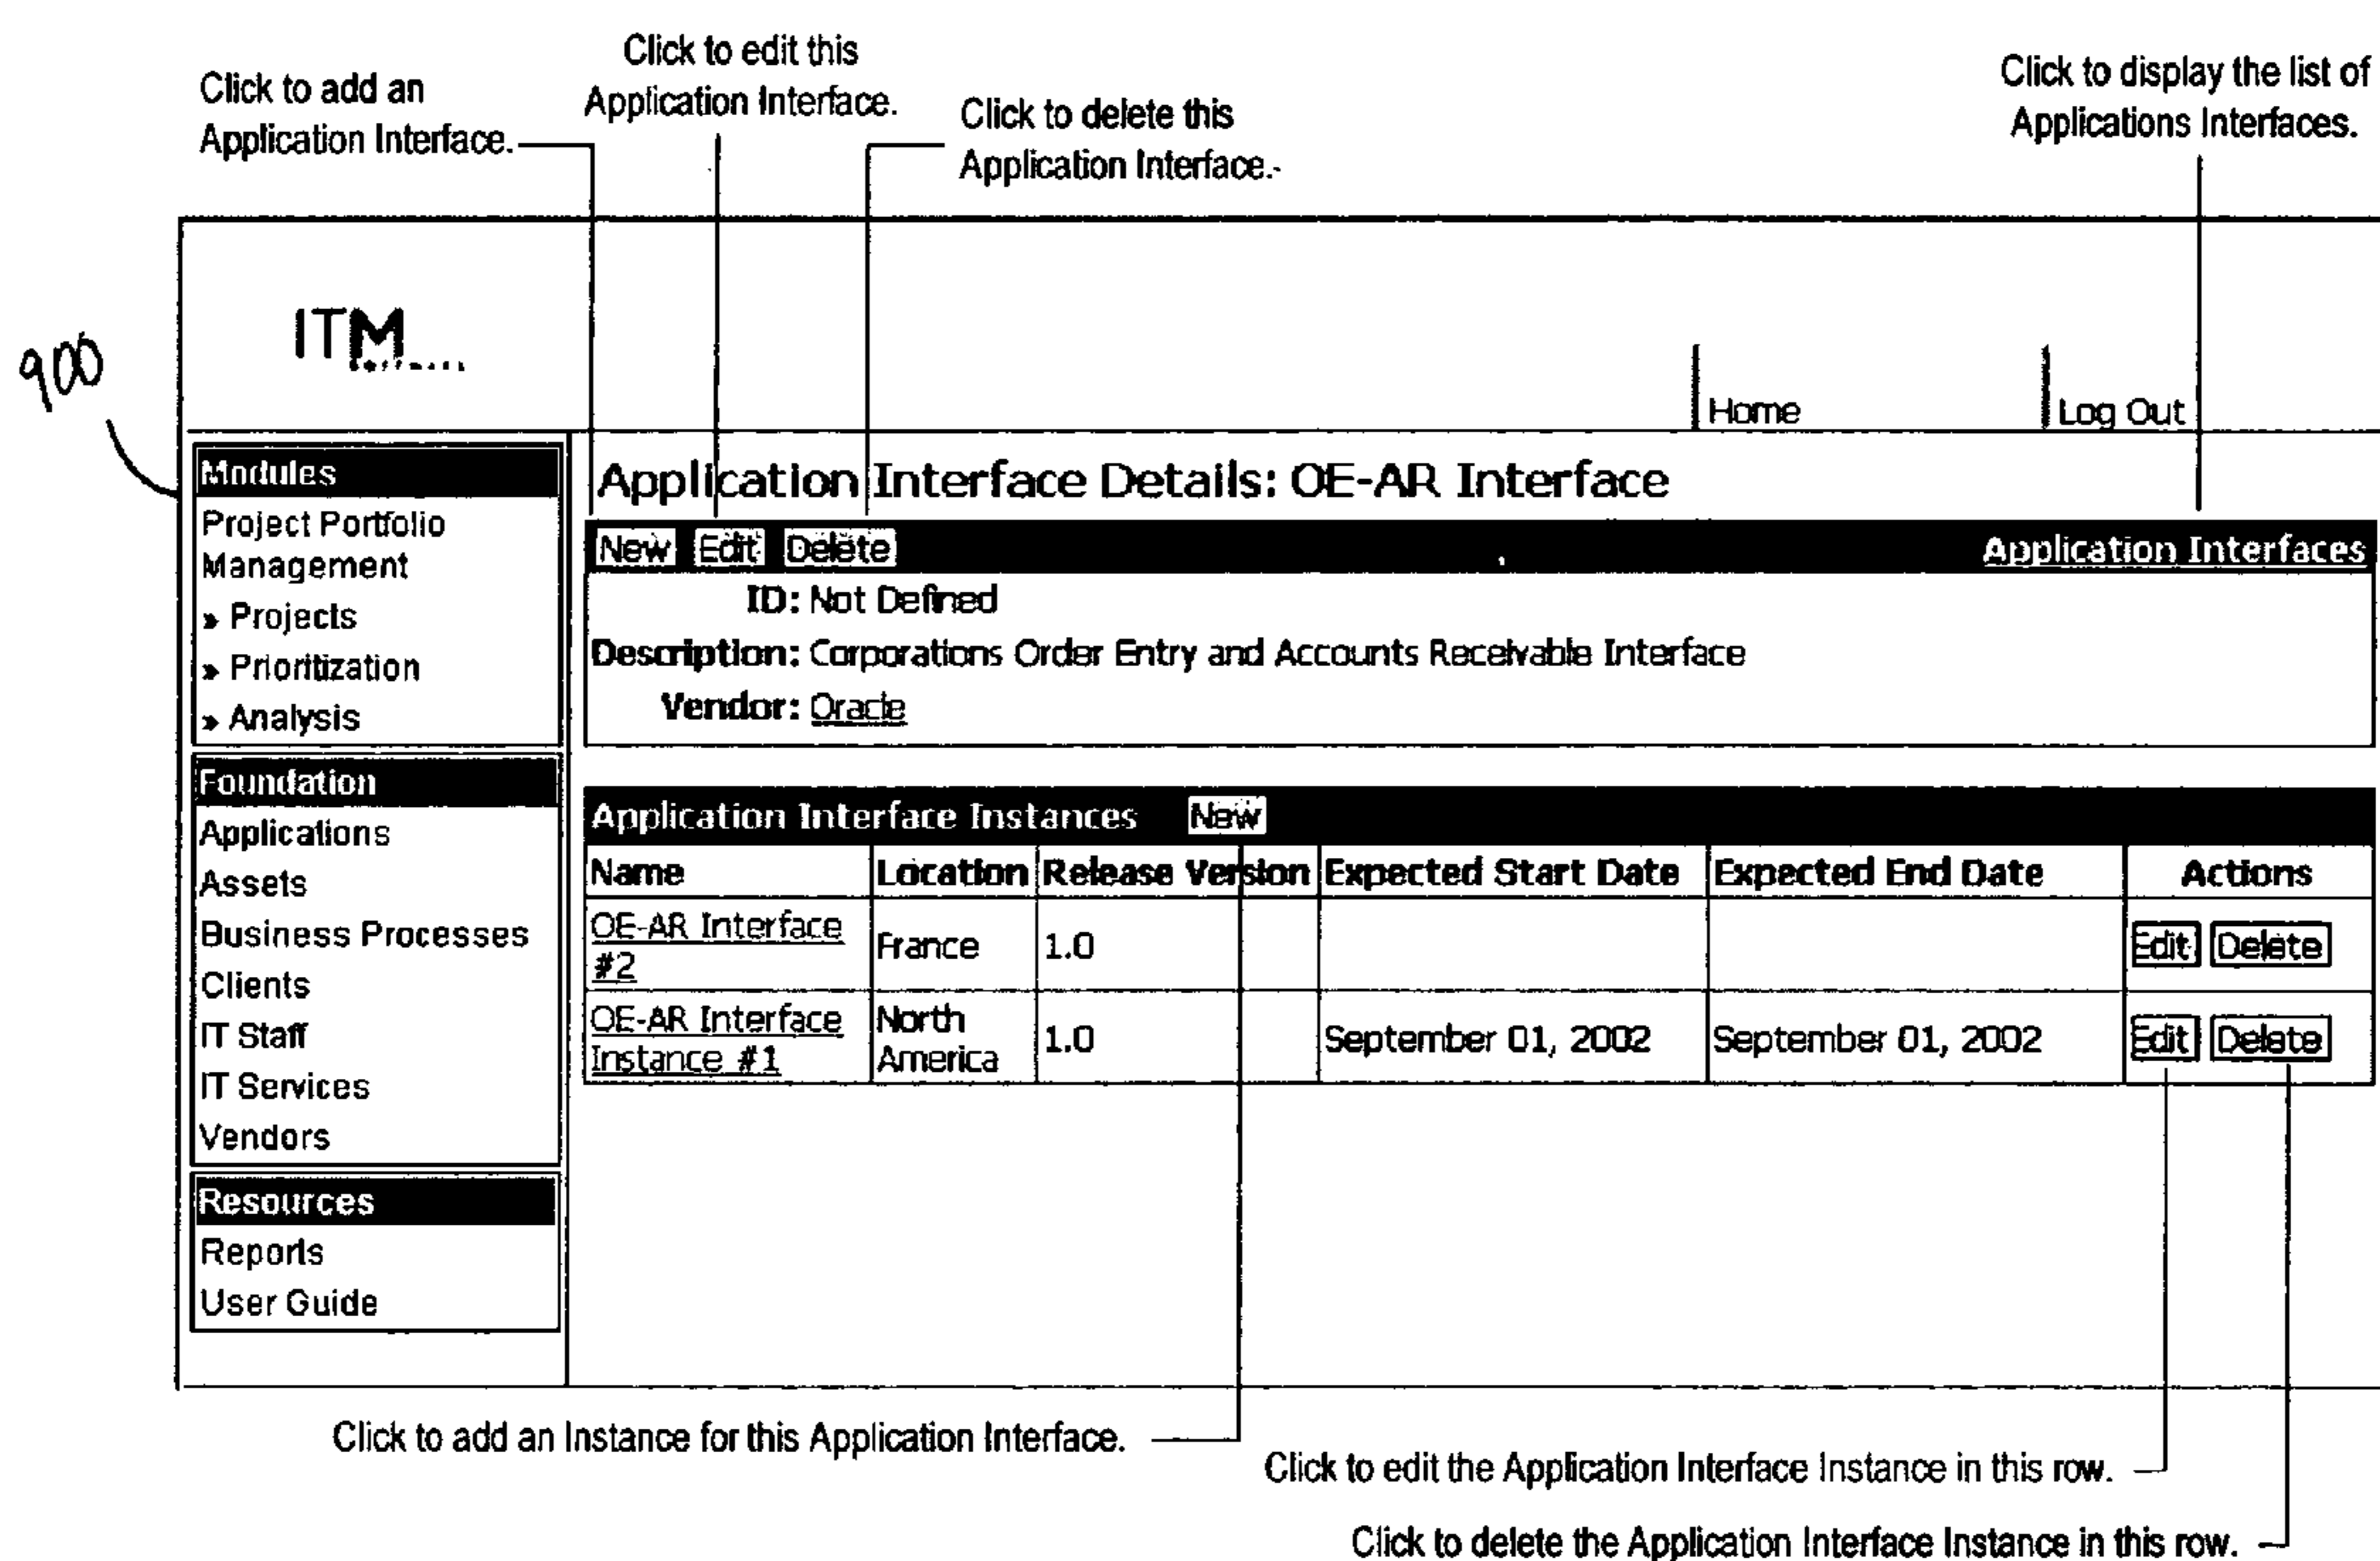 Click to add an
Application Interface.
Click to edit this
Application Interface.
Click to delete this
Application Interface.
Click to display the list of
Applications Interfaces.
900
ITM
Home
Log Out
Modules
Project Portfolio
Management
» Projects
» Prioritization
» Analysis
Foundation
Applications
Assets
Business Processes
Clients
IT Staff
IT Services
Vendors
Resources
Reports
User Guide
Application Interface Details: OE-AR Interface
New Edit Delete Application Interfaces
ID: Not Defined
Description: Corporations Order Entry and Accounts Receivable Interface
Vendor: Oracle
Application Interface Instances New
Name Location Release Version Expected Start Date Expected End Date Actions
OE-AR Interface
#2
France 1.0 Edit Delete
OE-AR Interface
Instance #1
North
America
1.0 September 01, 2002 September 01, 2002 Edit Delete
Click to add an Instance for this Application Interface.
Click to edit the Application Interface Instance in this row.
Click to delete the Application Interface Instance in this row.